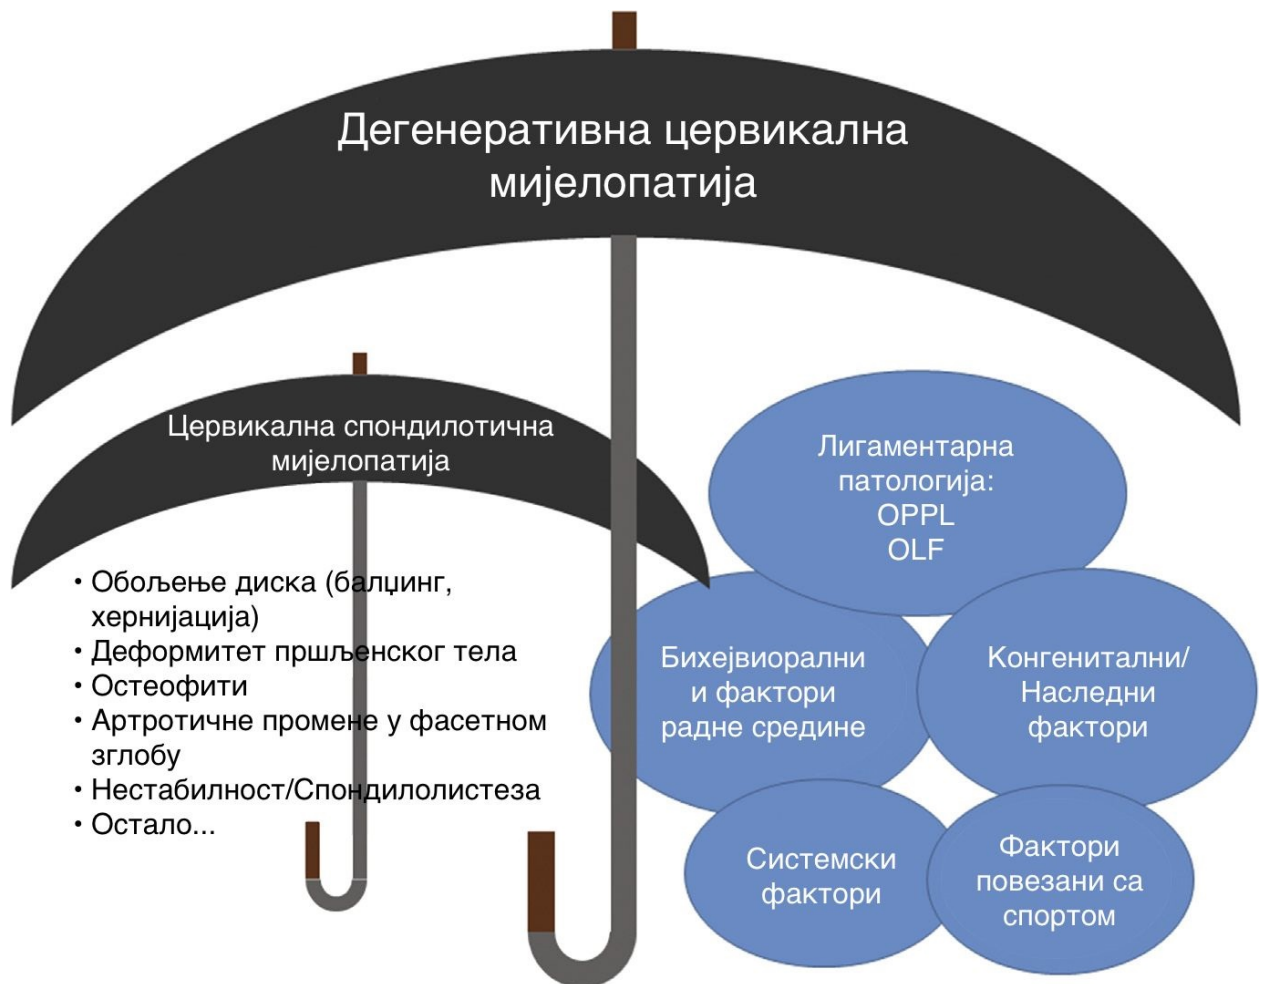 Дегенеративна цервикална
мијелопатија
Цервикална спондилотична
мијелопатија
• Обољење диска (балџинг,
хернијација)
• Деформитет пршљенског тела
• Остеофити
• Артротичне промене у фасетном
зглобу
• Нестабилност/Спондилолистеза
• Остало...
Лигаментарна
патологија:
OPPL
OLF
Бихејвиорални
и фактори
радне средине
Конгенитални/
Наследни
фактори
Системски
фактори
Фактори
повезани са
спортом